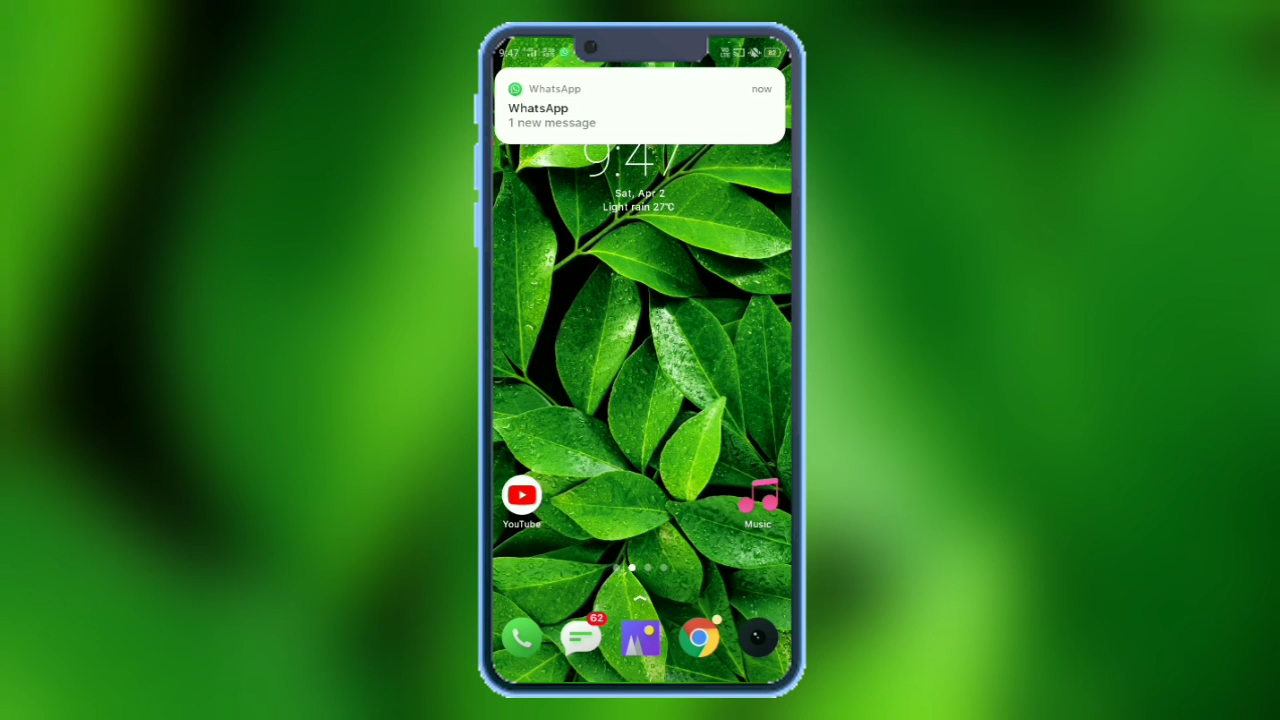 9:47
82
WhatsApp now
WhatsApp
1 new message
9:47
Sat, Apr 2
Light rain 27°C
YouTube
Music
62